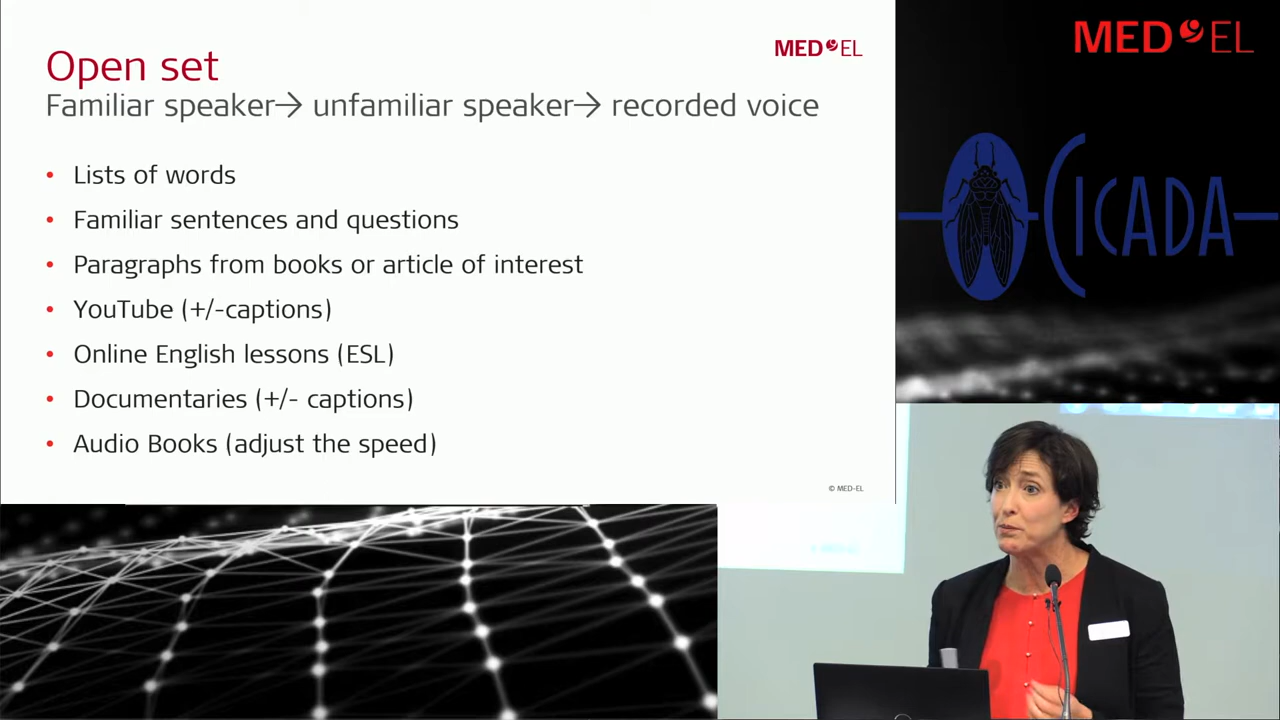 MED EL
Open set
Familiar speaker→ unfamiliar speaker→ recorded voice
• Lists of words
• Familiar sentences and questions
• Paragraphs from books or article of interest
• YouTube (+/-captions)
• Online English lessons (ESL)
• Documentaries (+/- captions)
• Audio Books (adjust the speed)
© MED-EL
MED EL
CICADA